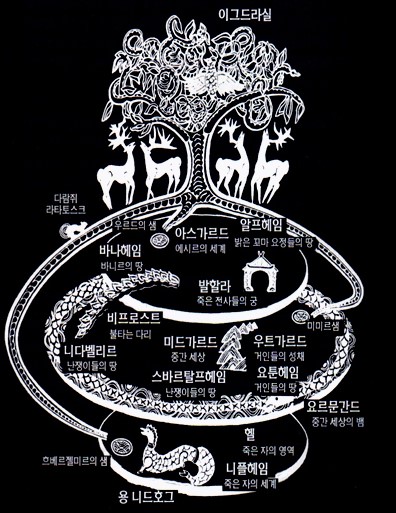 이그드라실
다람쥐
라타토스크
우르드의 샘
아스가르드
에시르의 세계
알프헤임
밝은 꼬마 요정들의 땅
바나헤임
바니르의 땅
발할라
죽은 전사들의 궁
비프로스트
불타는 다리
미미르샘
니다벨리르
난쟁이들의 땅
미드가르드
중간 세상
우트가르드
거인들의 성채
스바르탈프헤임
난쟁이들의 땅
요툰헤임
거인들의 땅
요르문간드
중간 세상의 뱀
헬
죽은 자의 영역
흐베르겔미르의 샘
니플헤임
죽은 자의 세계
용 니드호그